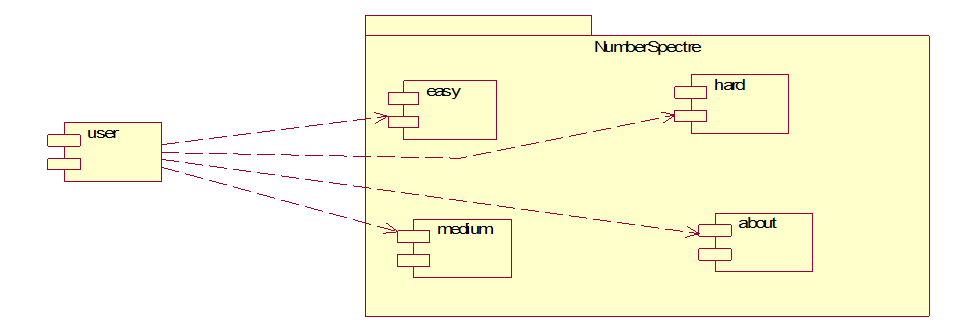 NumberSpectre
easy
hard
user
medium
about